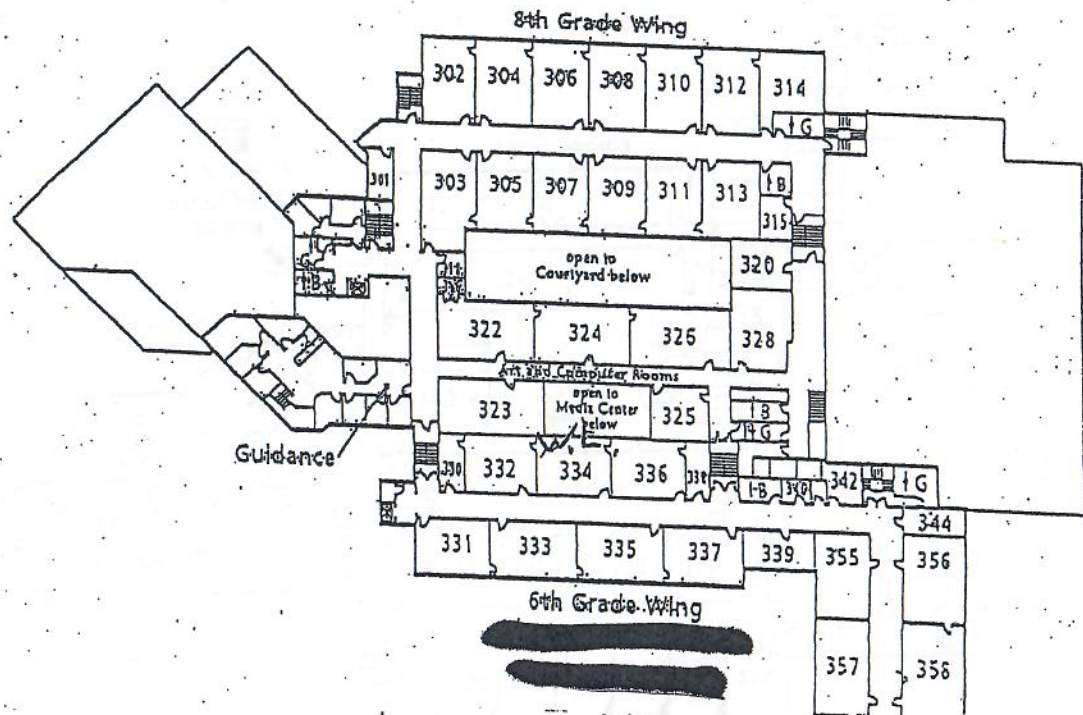 8th Grade Wing
302 304 306 308 310 312 314
G
301 303 305 307 309 311 313 B
315
open to
Courtyard below
320
G
B
322 324 326 328
Art and Computer Rooms
323
open to
Media Center
below
325
B
G
Guidance
330 332 334 336 338
B 340 342 G
344
331 333 335 337 339 355 356
6th Grade Wing
357 358